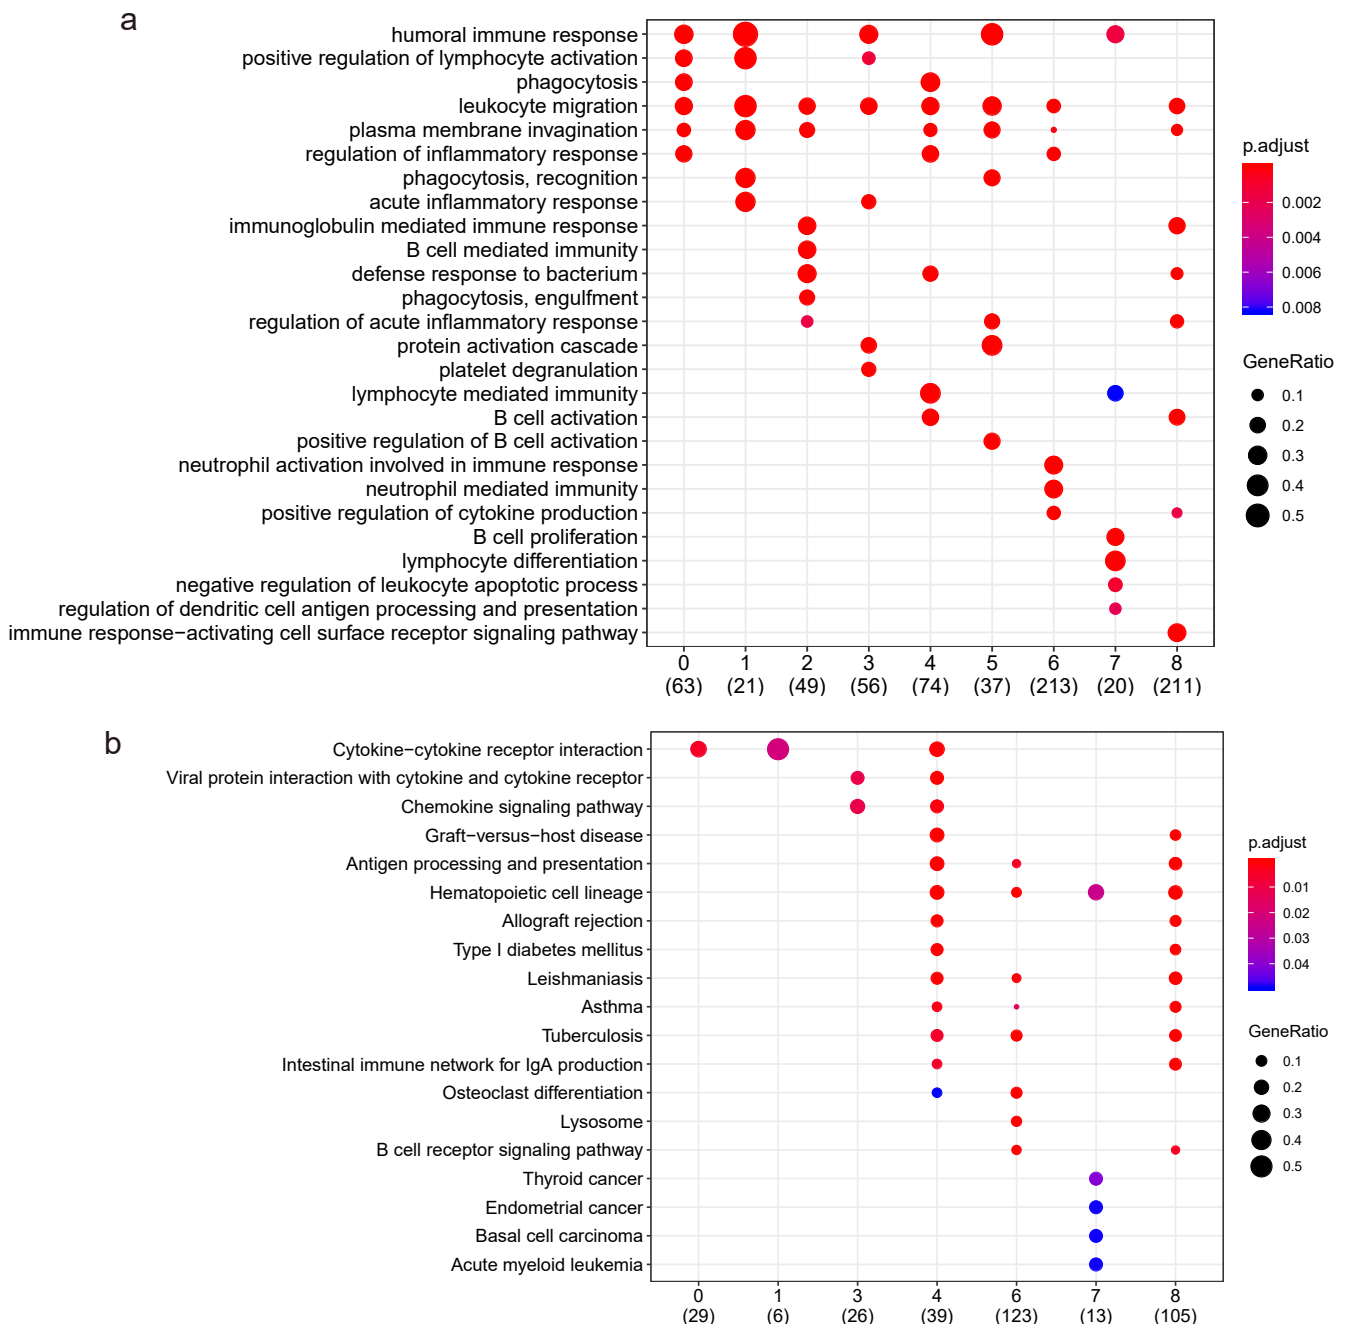 a
humoral immune response
positive regulation of lymphocyte activation
phagocytosis
leukocyte migration
plasma membrane invagination
regulation of inflammatory response
phagocytosis, recognition
acute inflammatory response
immunoglobulin mediated immune response
B cell mediated immunity
defense response to bacterium
phagocytosis, engulfment
regulation of acute inflammatory response
protein activation cascade
platelet degranulation
lymphocyte mediated immunity
B cell activation
positive regulation of B cell activation
neutrophil activation involved in immune response
neutrophil mediated immunity
positive regulation of cytokine production
B cell proliferation
lymphocyte differentiation
negative regulation of leukocyte apoptotic process
regulation of dendritic cell antigen processing and presentation
immune response−activating cell surface receptor signaling pathway
0 1 2 3 4 5 6 7 8
(63) (21) (49) (56) (74) (37) (213) (20) (211)
p.adjust
0.002
0.004
0.006
0.008
GeneRatio
0.1
0.2
0.3
0.4
0.5
b
Cytokine−cytokine receptor interaction
Viral protein interaction with cytokine and cytokine receptor
Chemokine signaling pathway
Graft−versus−host disease
Antigen processing and presentation
Hematopoietic cell lineage
Allograft rejection
Type I diabetes mellitus
Leishmaniasis
Asthma
Tuberculosis
Intestinal immune network for IgA production
Osteoclast differentiation
Lysosome
B cell receptor signaling pathway
Thyroid cancer
Endometrial cancer
Basal cell carcinoma
Acute myeloid leukemia
0 1 3 4 6 7 8
(29) (6) (26) (39) (123) (13) (105)
p.adjust
0.01
0.02
0.03
0.04
GeneRatio
0.1
0.2
0.3
0.4
0.5